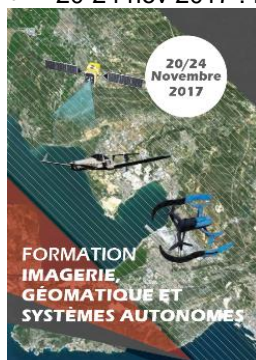 20/24
Novembre
2017
FORMATION
IMAGERIE,
GÉOMATIQUE ET
SYSTÈMES AUTONOMES